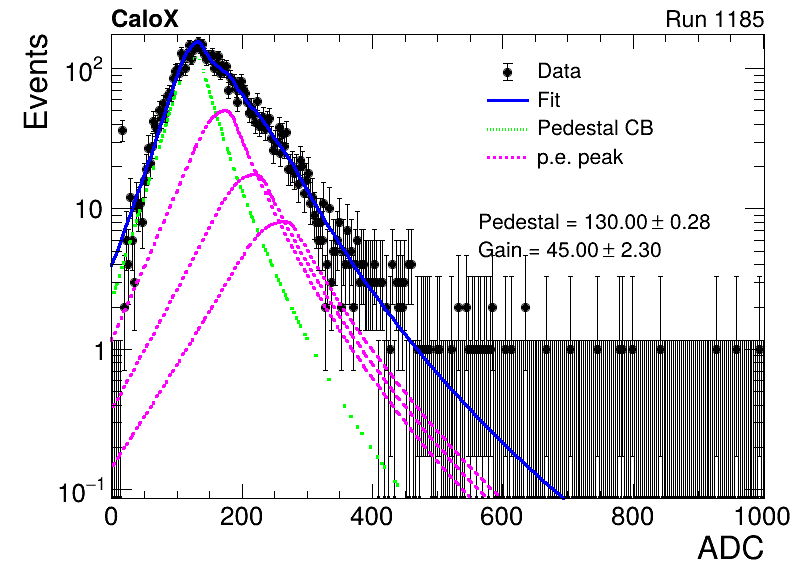 CaloX Run 1185
Events
10²
10
1
10⁻¹
Data
Fit
Pedestal CB
p.e. peak
Pedestal = 130.00 ± 0.28
Gain = 45.00 ± 2.30
0 200 400 600 800 1000
ADC